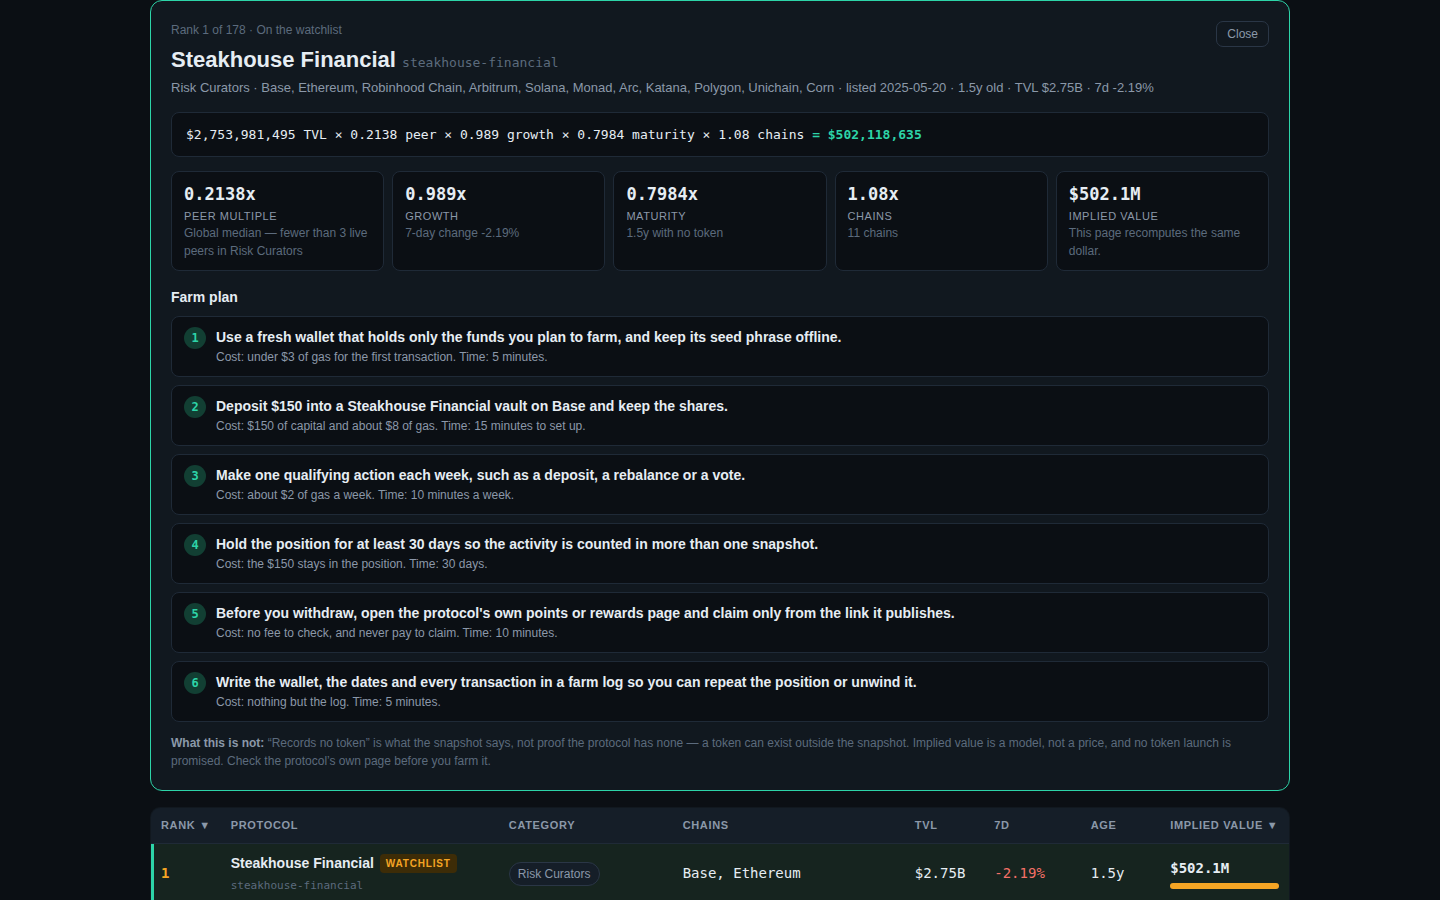 Rank 1 of 178 · On the watchlist
Close
Steakhouse Financial steakhouse-financial
Risk Curators · Base, Ethereum, Robinhood Chain, Arbitrum, Solana, Monad, Arc, Katana, Polygon, Unichain, Corn · listed 2025-05-20 · 1.5y old · TVL $2.75B · 7d -2.19%
$2,753,981,495 TVL × 0.2138 peer × 0.989 growth × 0.7984 maturity × 1.08 chains = $502,118,635
0.2138x
PEER MULTIPLE
Global median — fewer than 3 live
peers in Risk Curators
0.989x
GROWTH
7-day change -2.19%
0.7984x
MATURITY
1.5y with no token
1.08x
CHAINS
11 chains
$502.1M
IMPLIED VALUE
This page recomputes the same
dollar.
Farm plan
1 Use a fresh wallet that holds only the funds you plan to farm, and keep its seed phrase offline.
Cost: under $3 of gas for the first transaction. Time: 5 minutes.
2 Deposit $150 into a Steakhouse Financial vault on Base and keep the shares.
Cost: $150 of capital and about $8 of gas. Time: 15 minutes to set up.
3 Make one qualifying action each week, such as a deposit, a rebalance or a vote.
Cost: about $2 of gas a week. Time: 10 minutes a week.
4 Hold the position for at least 30 days so the activity is counted in more than one snapshot.
Cost: the $150 stays in the position. Time: 30 days.
5 Before you withdraw, open the protocol's own points or rewards page and claim only from the link it publishes.
Cost: no fee to check, and never pay to claim. Time: 10 minutes.
6 Write the wallet, the dates and every transaction in a farm log so you can repeat the position or unwind it.
Cost: nothing but the log. Time: 5 minutes.
What this is not: “Records no token” is what the snapshot says, not proof the protocol has none — a token can exist outside the snapshot. Implied value is a model, not a price, and no token launch is
promised. Check the protocol’s own page before you farm it.
RANK ▼ PROTOCOL CATEGORY CHAINS TVL 7D AGE IMPLIED VALUE ▼
1 Steakhouse Financial WATCHLIST Risk Curators Base, Ethereum $2.75B -2.19% 1.5y $502.1M
steakhouse-financial